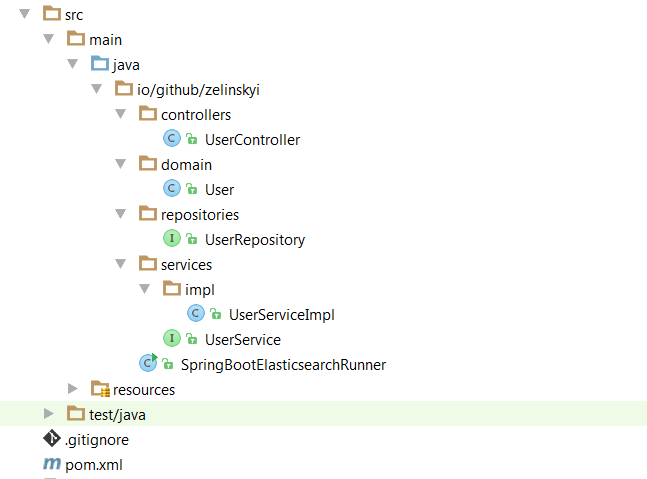 src
main
java
io/github/zelinskyi
controllers
C UserController
domain
C User
repositories
I UserRepository
services
impl
C UserServiceImpl
I UserService
C SpringBootElasticsearchRunner
resources
test/java
.gitignore
m pom.xml